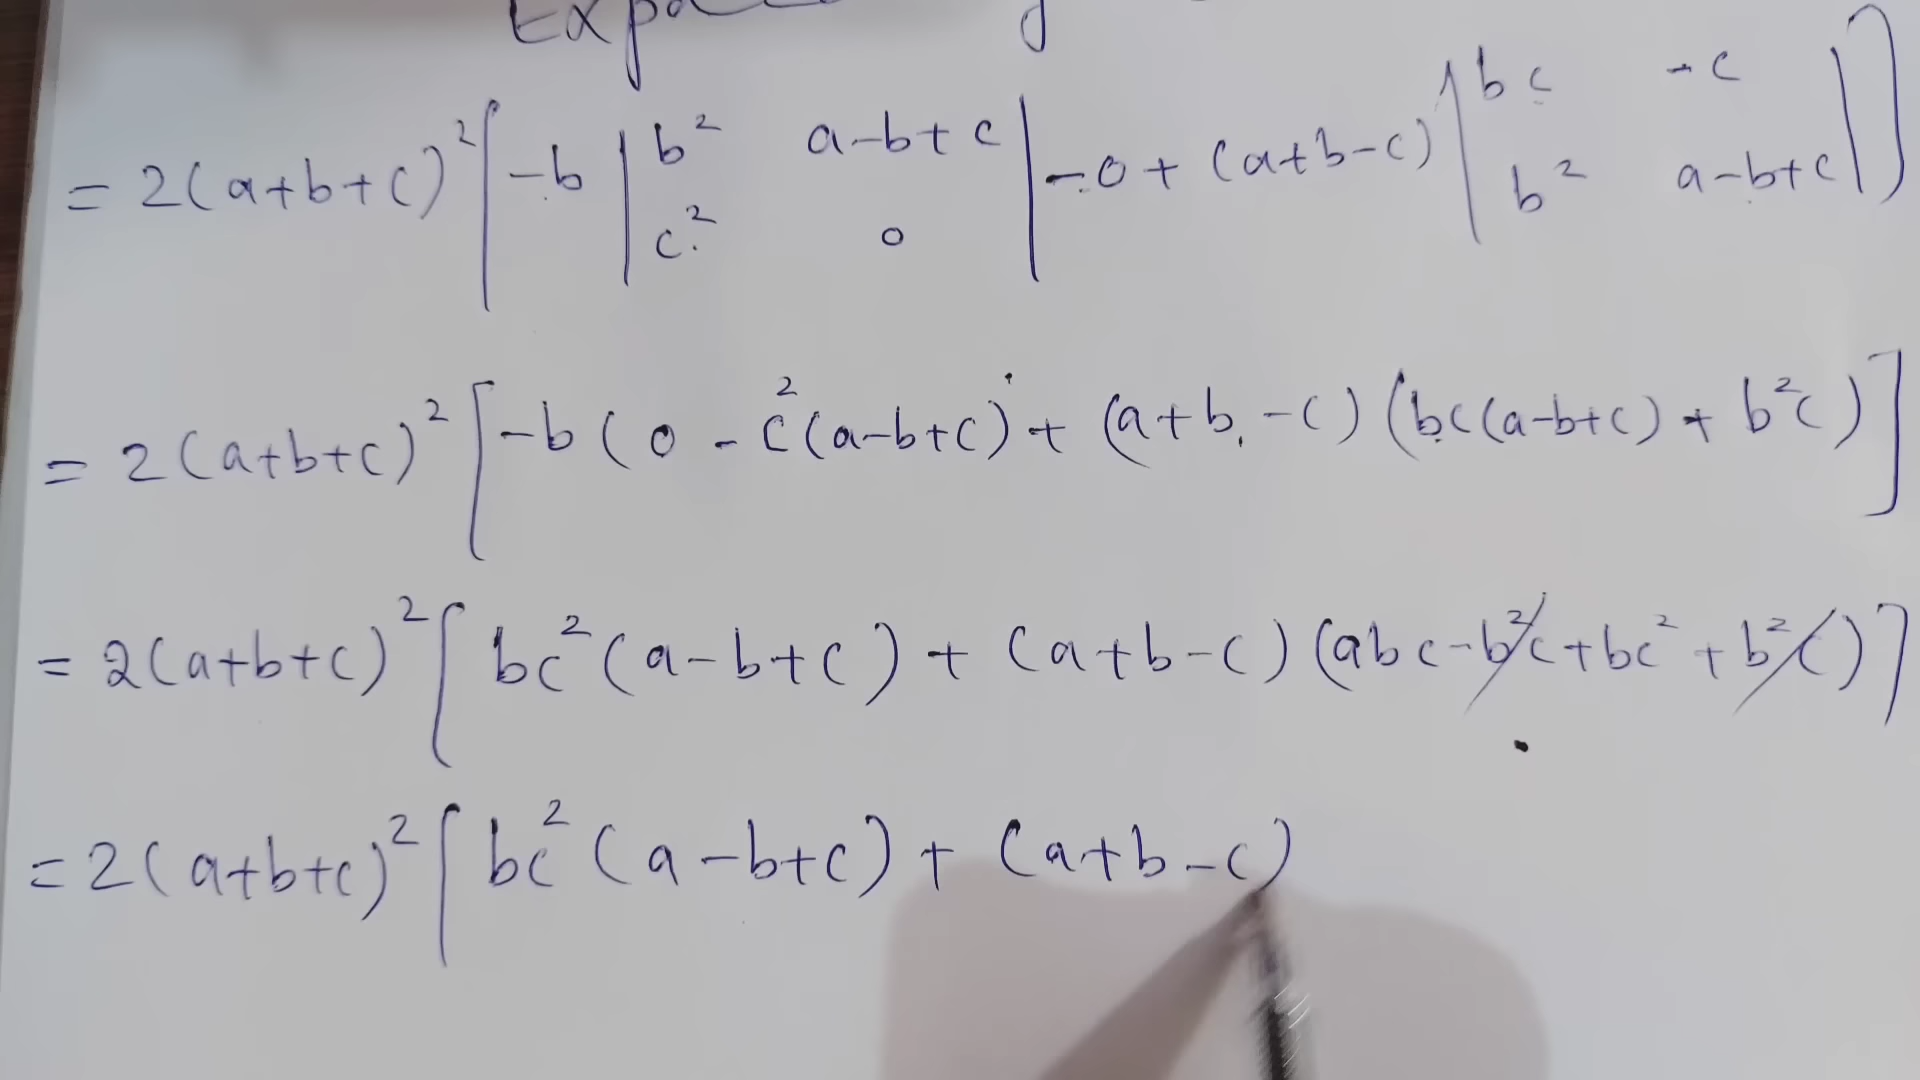 = 2(a+b+c)² [ -b | b² a-b+c | -0 + (a+b-c) | bc -c | ]
c² 0 b² a-b+c
= 2(a+b+c)² [ -b ( 0 - c²(a-b+c) + (a+b-c) (bc(a-b+c) + b²c) ]
= 2(a+b+c)² [ bc² (a-b+c) + (a+b-c) (abc - b²c + bc² + b²c) ]
= 2(a+b+c)² [ bc² (a-b+c) + (a+b-c)